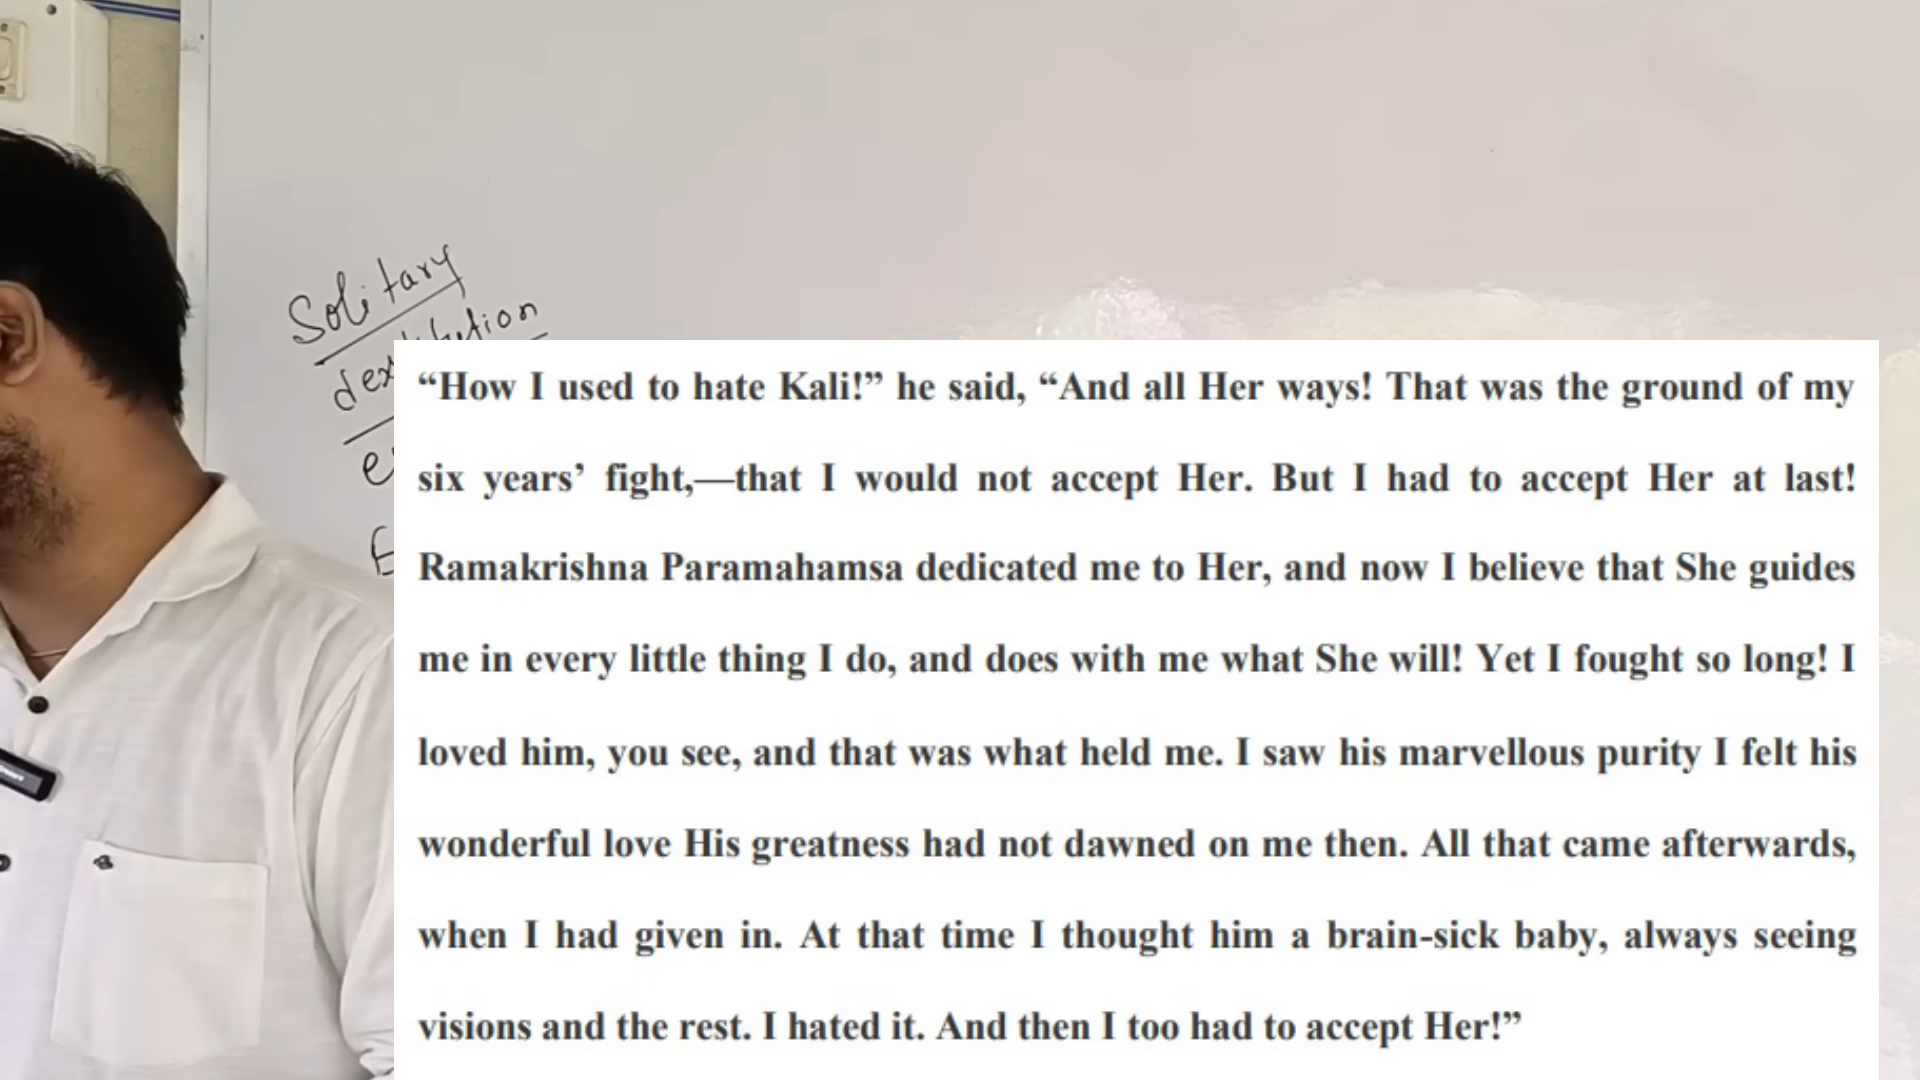 Solitary
“How I used to hate Kali!” he said, “And all Her ways! That was the ground of my
six years’ fight,—that I would not accept Her. But I had to accept Her at last!
Ramakrishna Paramahamsa dedicated me to Her, and now I believe that She guides
me in every little thing I do, and does with me what She will! Yet I fought so long! I
loved him, you see, and that was what held me. I saw his marvellous purity I felt his
wonderful love His greatness had not dawned on me then. All that came afterwards,
when I had given in. At that time I thought him a brain-sick baby, always seeing
visions and the rest. I hated it. And then I too had to accept Her!”